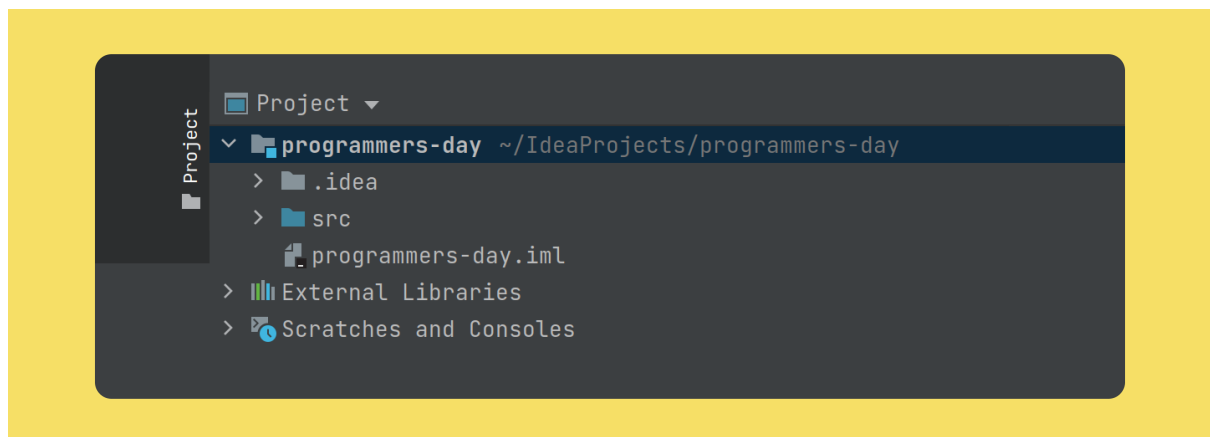 Project
Project
programmers-day ~/IdeaProjects/programmers-day
.idea
src
programmers-day.iml
External Libraries
Scratches and Consoles